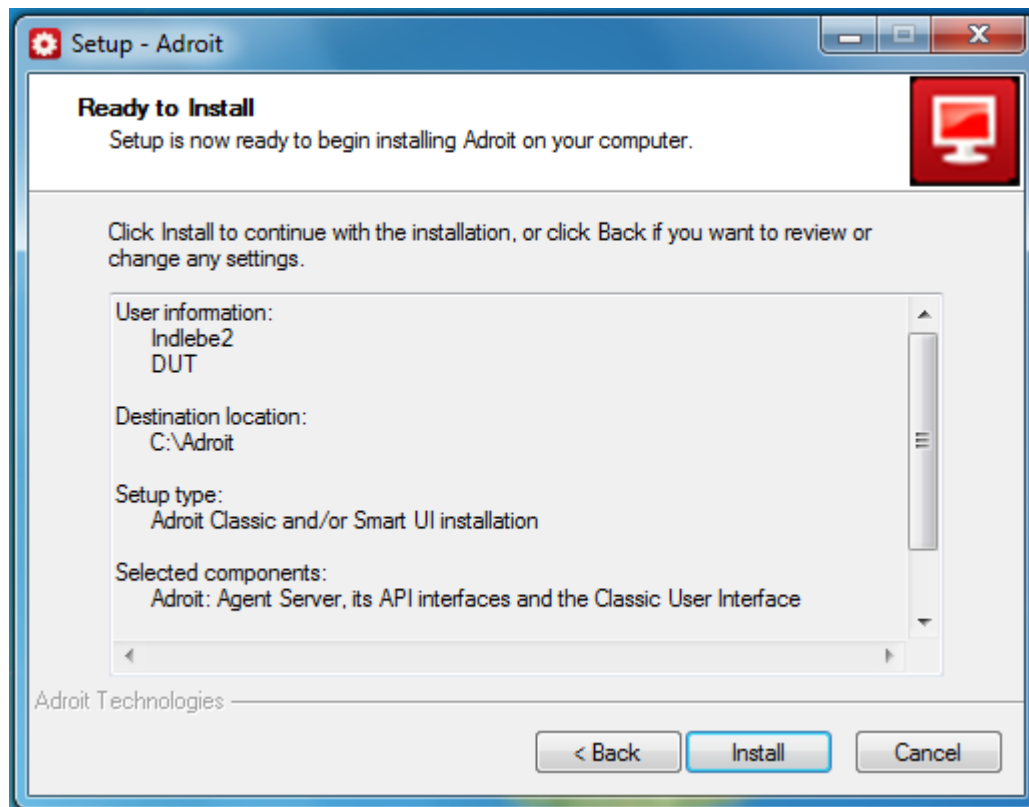 Setup - Adroit
Ready to Install
Setup is now ready to begin installing Adroit on your computer.
Click Install to continue with the installation, or click Back if you want to review or
change any settings.
User information:
Indlebe2
DUT
Destination location:
C:\Adroit
Setup type:
Adroit Classic and/or Smart UI installation
Selected components:
Adroit: Agent Server, its API interfaces and the Classic User Interface
Adroit Technologies
< Back
Install
Cancel